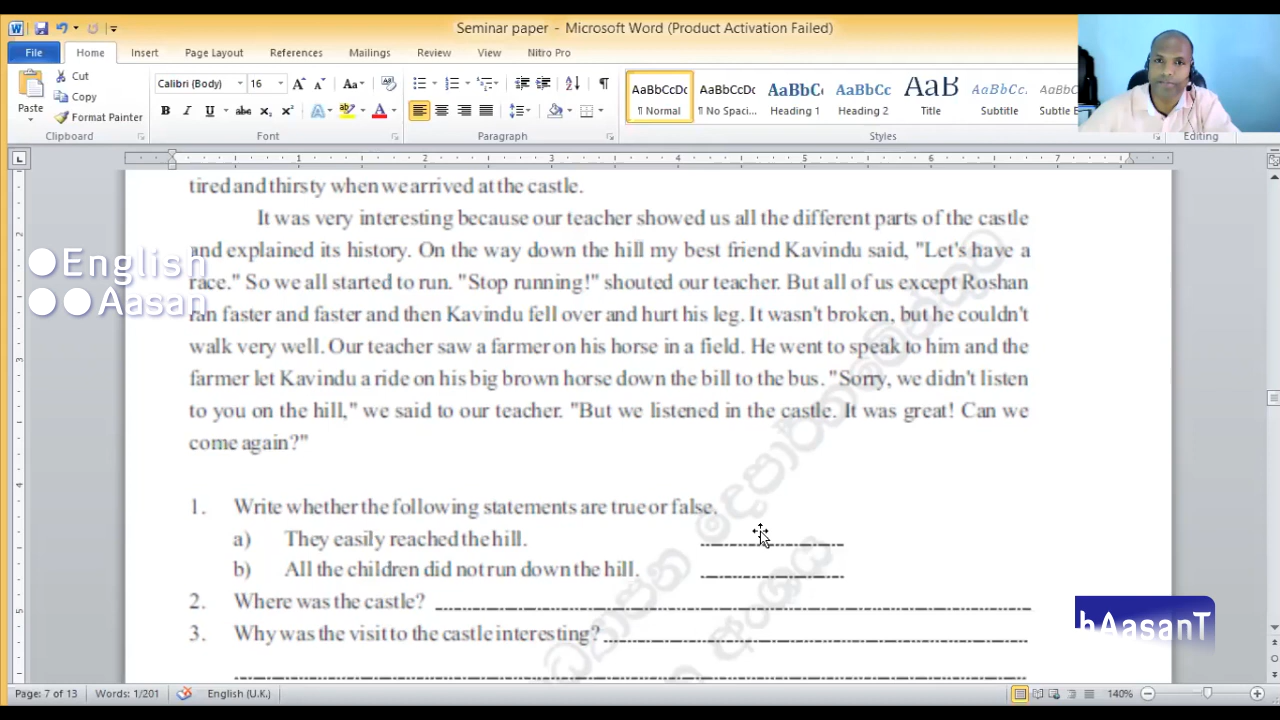 Seminar paper - Microsoft Word (Product Activation Failed)
File Home Insert Page Layout References Mailings Review View Nitro Pro
Paste
Cut
Copy
Format Painter
Clipboard
Calibri (Body) 16
Font
Paragraph
AaBbCcDc AaBbCcDc AaBbC AaBbCc AaB AaBbCc. AaBbCc
¶ Normal ¶ No Spaci... Heading 1 Heading 2 Title Subtitle Subtle E
Styles
Editing
1 2 3 4 5 6 7
tired and thirsty when we arrived at the castle.
It was very interesting because our teacher showed us all the different parts of the castle
and explained its history. On the way down the hill my best friend Kavindu said, "Let's have a
race." So we all started to run. "Stop running!" shouted our teacher. But all of us except Roshan
ran faster and faster and then Kavindu fell over and hurt his leg. It wasn't broken, but he couldn't
walk very well. Our teacher saw a farmer on his horse in a field. He went to speak to him and the
farmer let Kavindu a ride on his big brown horse down the bill to the bus. "Sorry, we didn't listen
to you on the hill," we said to our teacher. "But we listened in the castle. It was great! Can we
come again?"
1. Write whether the following statements are true or false.
a) They easily reached the hill.
b) All the children did not run down the hill.
2. Where was the castle?
3. Why was the visit to the castle interesting?
English
Aasan
hAasanT
Page: 7 of 13 Words: 1/201 English (U.K.) 140%